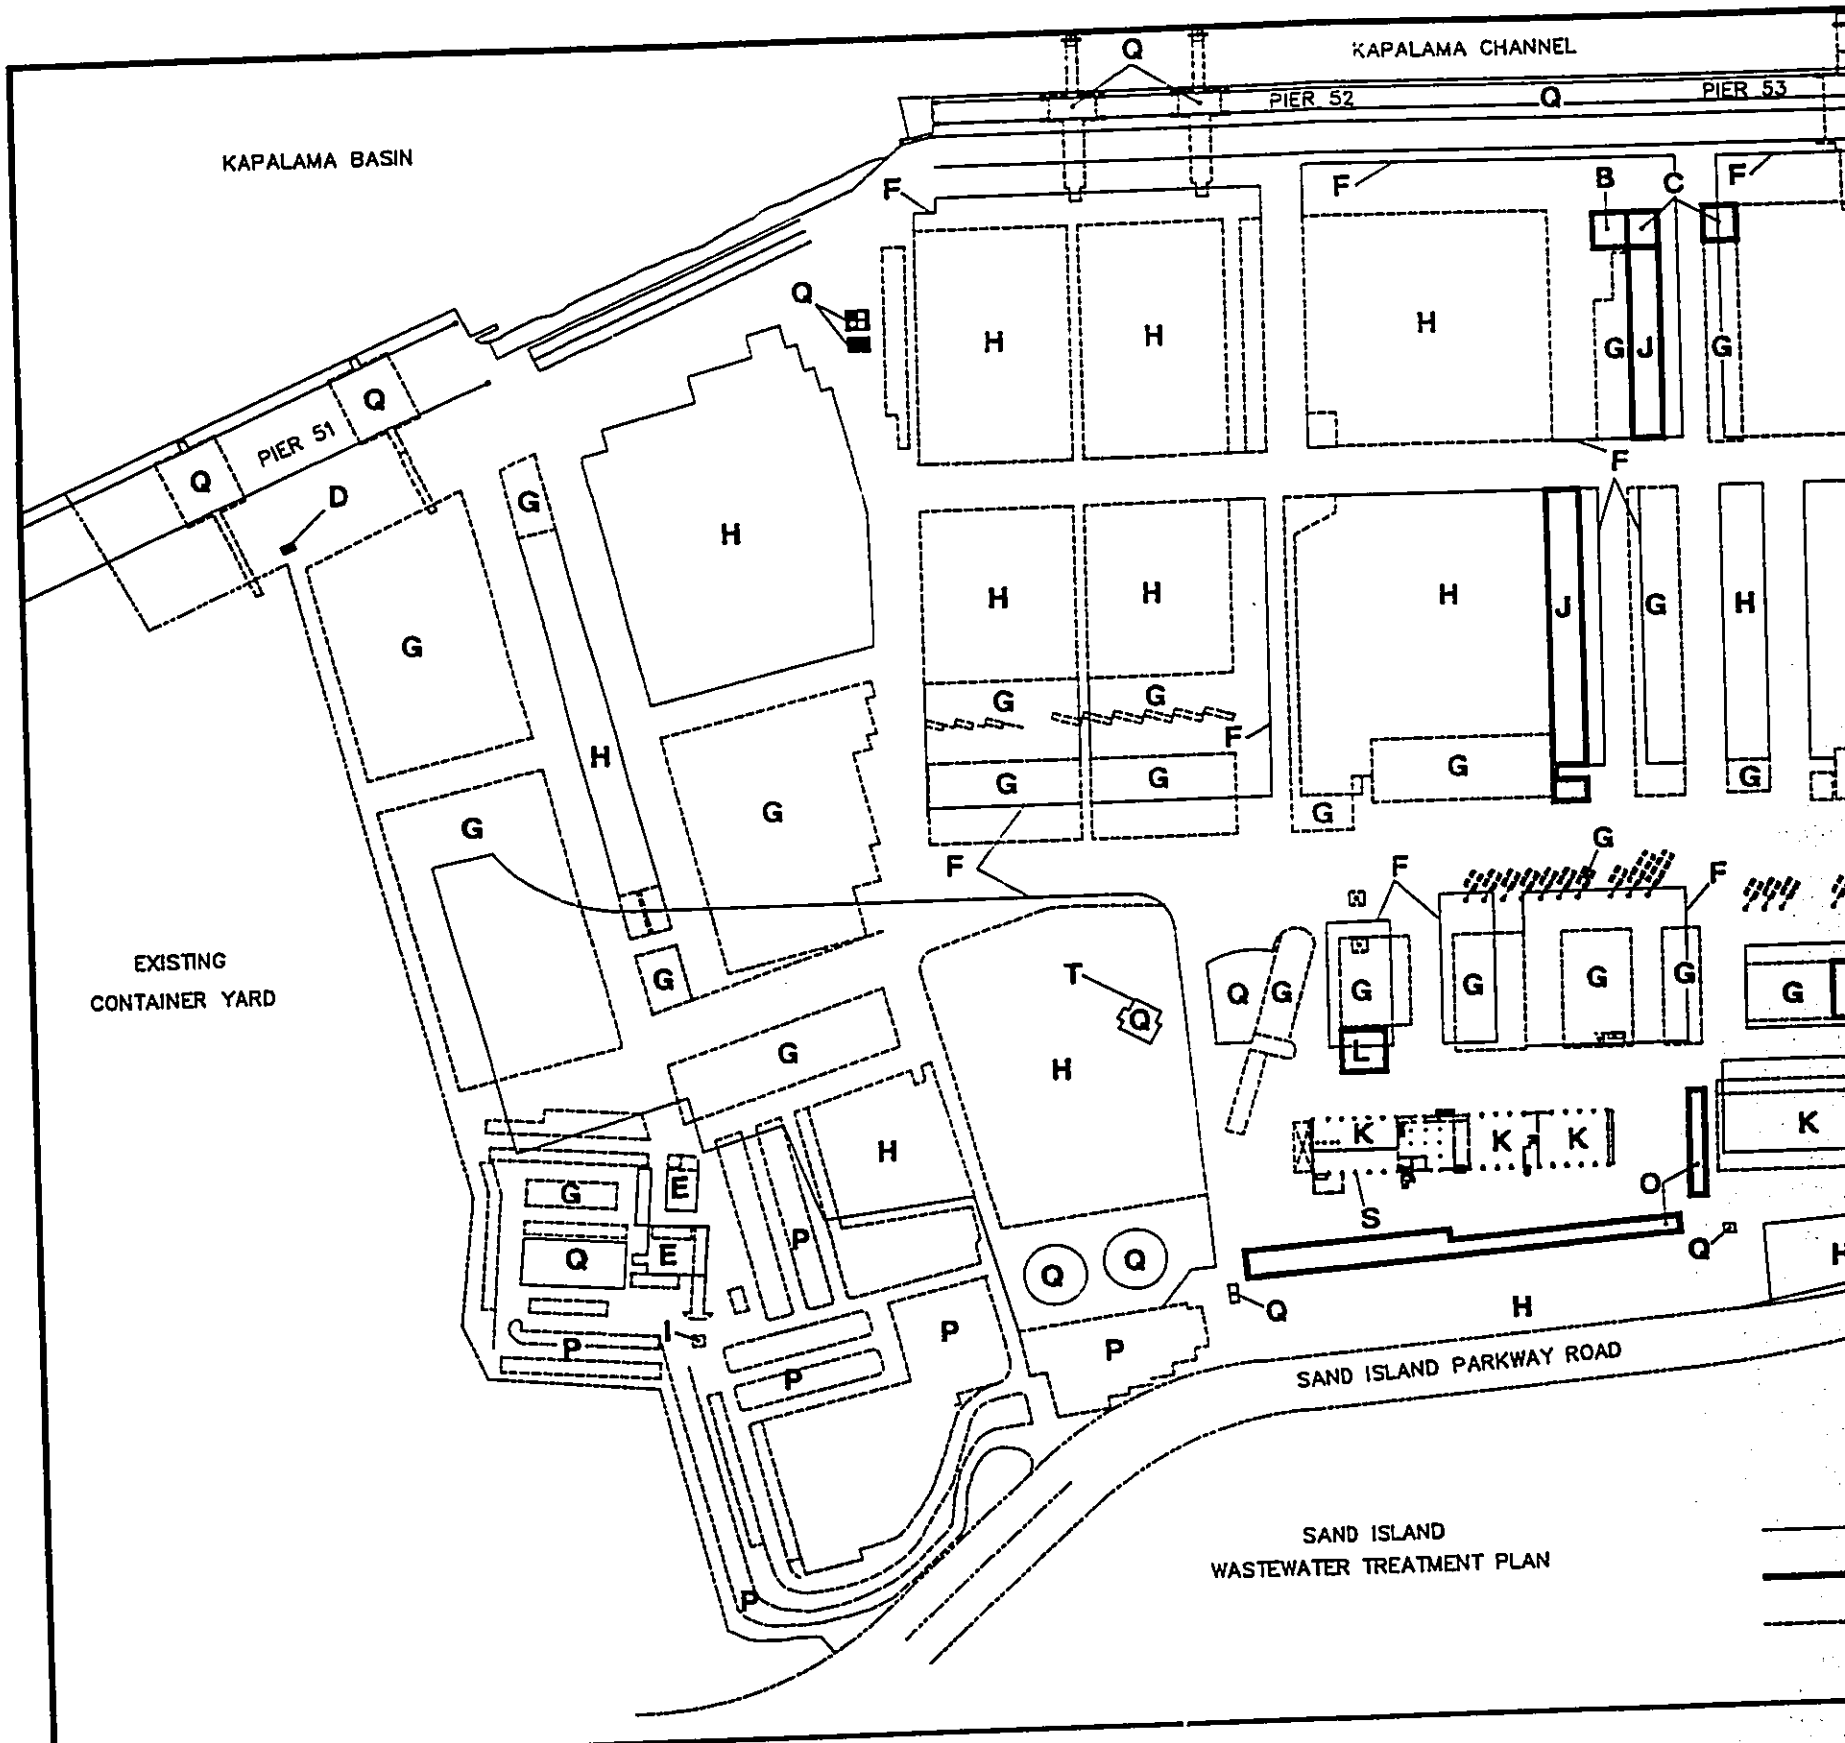 KAPALAMA CHANNEL
Q
PIER 52
Q
PIER 53
KAPALAMA BASIN
F
F
B
C
F
Q
H
H
H
G
J
G
Q
PIER 51
Q
D
G
F
H
H
H
H
J
G
H
G
G
G
F
H
G
G
G
G
G
G
G
F
G
F
F
EXISTING
CONTAINER YARD
G
T
Q
G
G
G
G
G
G
Q
L
G
H
K
K
K
K
H
E
G
S
O
P
Q
E
Q
Q
Q
H
Q
H
I
P
P
P
P
SAND ISLAND PARKWAY ROAD
P
SAND ISLAND
WASTEWATER TREATMENT PLAN
P